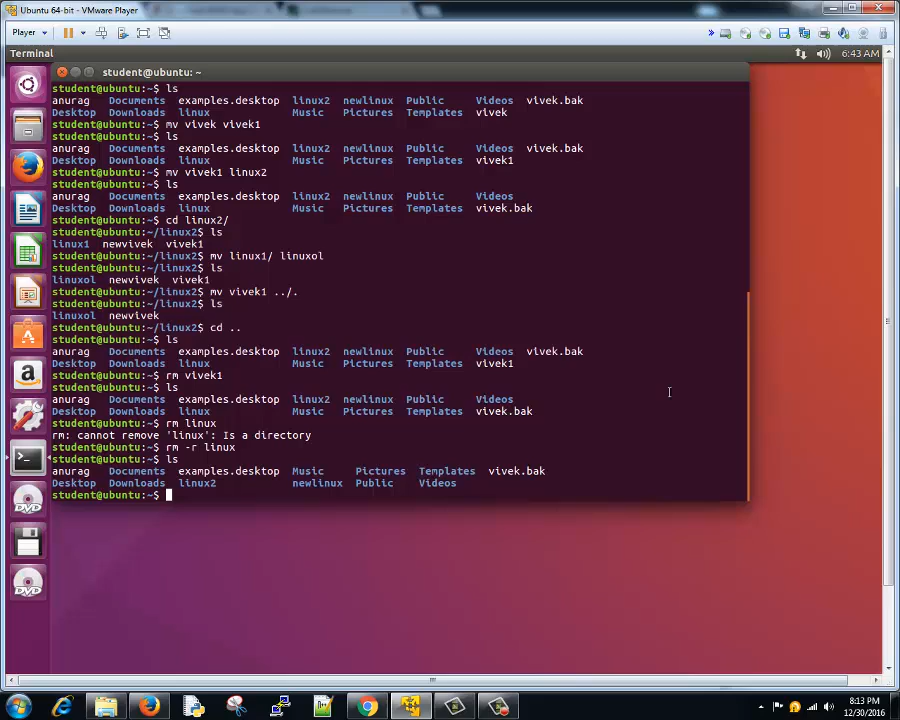 Ubuntu 64-bit - VMware Player
Player
»
Terminal
6:43 AM
student@ubuntu: ~
student@ubuntu:~$ ls
anurag Documents examples.desktop linux2 newlinux Public Videos vivek.bak
Desktop Downloads linux Music Pictures Templates vivek
student@ubuntu:~$ mv vivek vivek1
student@ubuntu:~$ ls
anurag Documents examples.desktop linux2 newlinux Public Videos vivek.bak
Desktop Downloads linux Music Pictures Templates vivek1
student@ubuntu:~$ mv vivek1 linux2
student@ubuntu:~$ ls
anurag Documents examples.desktop linux2 newlinux Public Videos
Desktop Downloads linux Music Pictures Templates vivek.bak
student@ubuntu:~$ cd linux2/
student@ubuntu:~/linux2$ ls
linux1 newvivek vivek1
student@ubuntu:~/linux2$ mv linux1/ linuxol
student@ubuntu:~/linux2$ ls
linuxol newvivek vivek1
student@ubuntu:~/linux2$ mv vivek1 ../.
student@ubuntu:~/linux2$ ls
linuxol newvivek
student@ubuntu:~/linux2$ cd ..
student@ubuntu:~$ ls
anurag Documents examples.desktop linux2 newlinux Public Videos vivek.bak
Desktop Downloads linux Music Pictures Templates vivek1
student@ubuntu:~$ rm vivek1
student@ubuntu:~$ ls
anurag Documents examples.desktop linux2 newlinux Public Videos
Desktop Downloads linux Music Pictures Templates vivek.bak
student@ubuntu:~$ rm linux
rm: cannot remove 'linux': Is a directory
student@ubuntu:~$ rm -r linux
student@ubuntu:~$ ls
anurag Documents examples.desktop Music Pictures Templates vivek.bak
Desktop Downloads linux2 newlinux Public Videos
student@ubuntu:~$
8:13 PM
12/30/2016